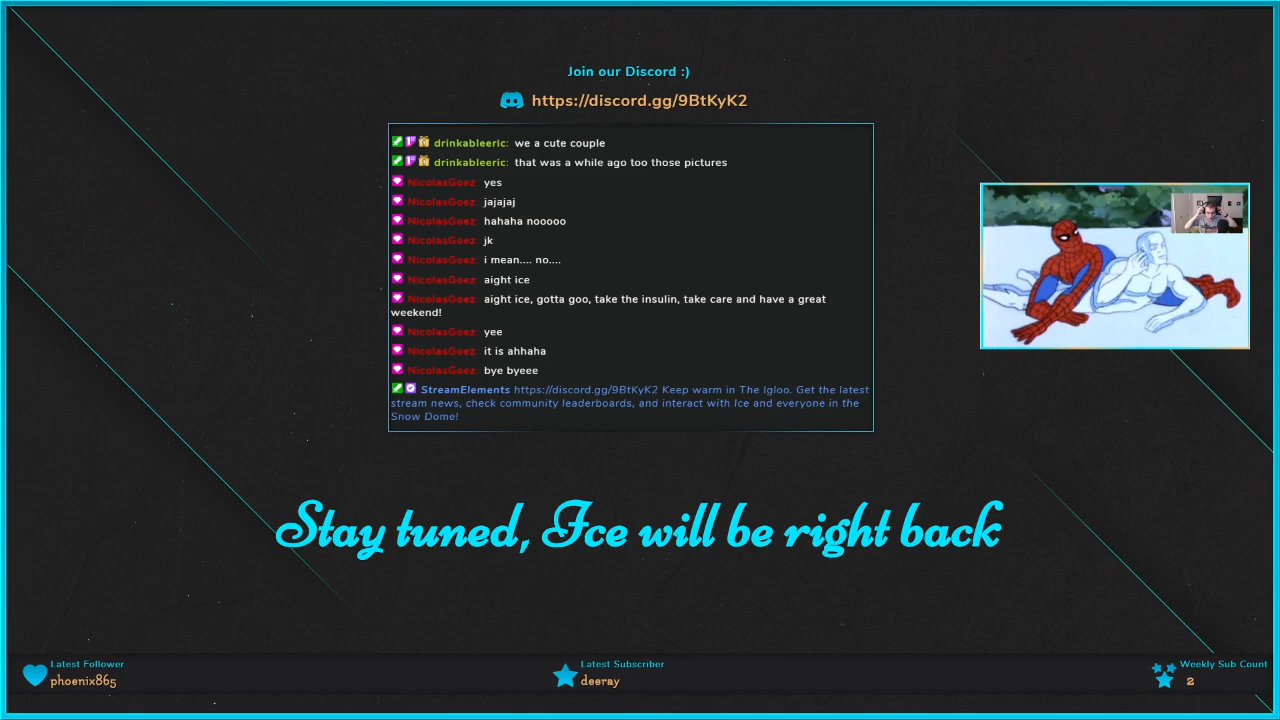 Join our Discord :)
https://discord.gg/9BtKyK2
drinkableeric: we a cute couple
drinkableeric: that was a while ago too those pictures
NicolasGoez: yes
NicolasGoez: jajajaj
NicolasGoez: hahaha nooooo
NicolasGoez: jk
NicolasGoez: i mean.... no....
NicolasGoez: aight ice
NicolasGoez: aight ice, gotta goo, take the insulin, take care and have a great
weekend!
NicolasGoez: yee
NicolasGoez: it is ahhaha
NicolasGoez: bye byeee
StreamElements https://discord.gg/9BtKyK2 Keep warm in The Igloo. Get the latest
stream news, check community leaderboards, and interact with Ice and everyone in the
Snow Dome!
Stay tuned, Ice will be right back
Latest Follower
phoenix865
Latest Subscriber
deeray
Weekly Sub Count
2